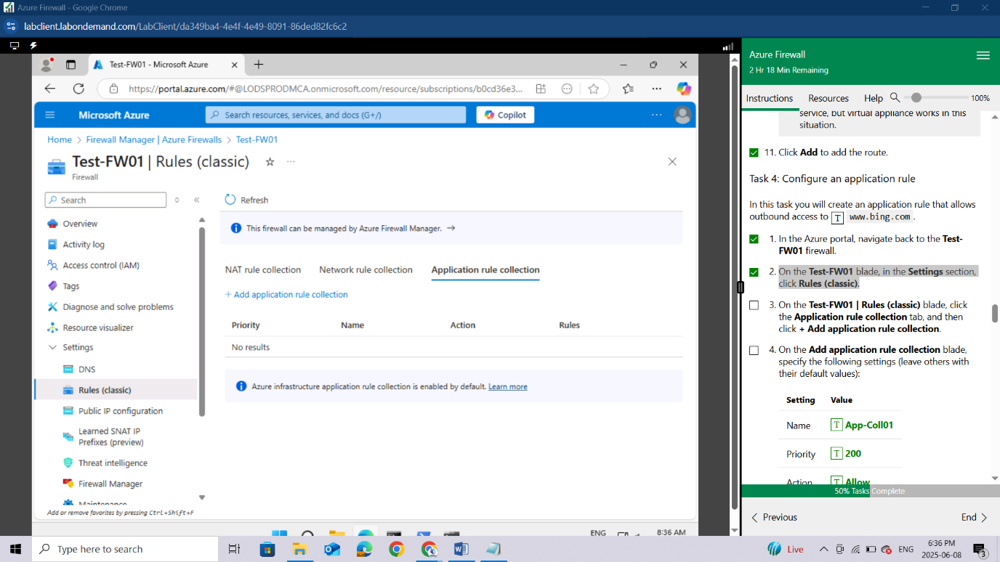 Azure Firewall - Google Chrome
labclient.labondemand.com/LabClient/da349ba4-4e4f-4e49-8091-86ded82fc6c2
Test-FW01 - Microsoft Azure
https://portal.azure.com/#@LODSPRODMCA.onmicrosoft.com/resource/subscriptions/b0cd36e3...
Microsoft Azure
Search resources, services, and docs (G+/)
Copilot
Home > Firewall Manager | Azure Firewalls > Test-FW01
Test-FW01 | Rules (classic)
Firewall
Search
Overview
Activity log
Access control (IAM)
Tags
Diagnose and solve problems
Resource visualizer
Settings
DNS
Rules (classic)
Public IP configuration
Learned SNAT IP
Prefixes (preview)
Threat intelligence
Firewall Manager
Maintenance
Add or remove favorites by pressing Ctrl+Shift+F
Refresh
This firewall can be managed by Azure Firewall Manager. →
NAT rule collection
Network rule collection
Application rule collection
+ Add application rule collection
Priority Name Action Rules
No results
Azure infrastructure application rule collection is enabled by default. Learn more
ENG
8:36 AM
Azure Firewall
2 Hr 18 Min Remaining
Instructions Resources Help 100%
service, but virtual appliance works in this
situation.
11. Click Add to add the route.
Task 4: Configure an application rule
In this task you will create an application rule that allows
outbound access to T www.bing.com .
1. In the Azure portal, navigate back to the Test-
FW01 firewall.
2. On the Test-FW01 blade, in the Settings section,
click Rules (classic).
3. On the Test-FW01 | Rules (classic) blade, click
the Application rule collection tab, and then
click + Add application rule collection.
4. On the Add application rule collection blade,
specify the following settings (leave others with
their default values):
Setting Value
Name T App-Coll01
Priority T 200
Action T Allow
50% Tasks Complete
< Previous
End >
Type here to search
Live
ENG
6:36 PM
2025-06-08
3